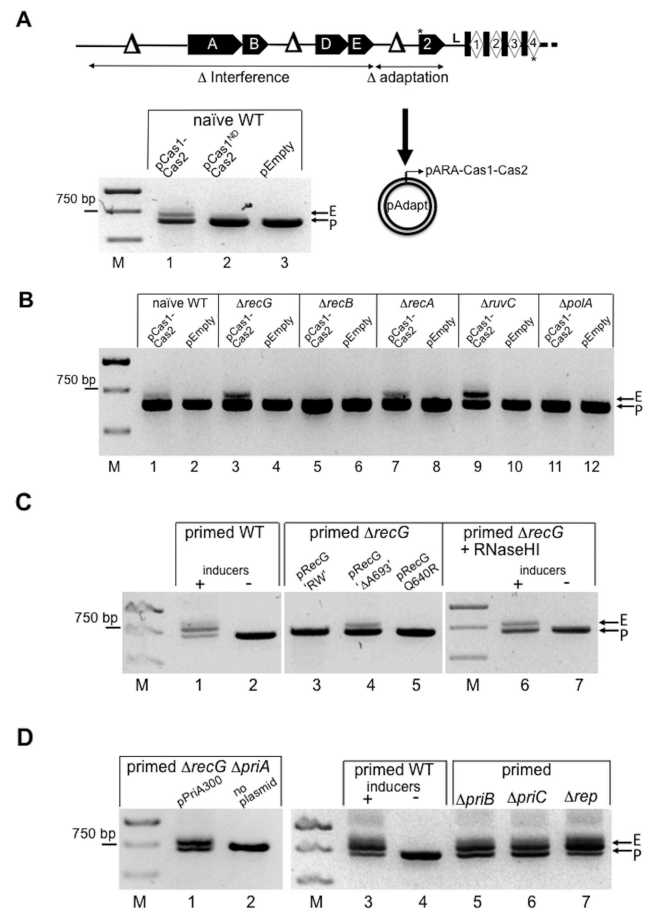 A
A B D E * 2 L 1 2 3 4
*
Δ Interference Δ adaptation
naïve WT
pCas1-Cas2 pCas1ND Cas2 pEmpty
pARA-Cas1-Cas2
pAdapt
750 bp
E
P
M 1 2 3
B
naïve WT ΔrecG ΔrecB ΔrecA ΔruvC ΔpolA
pCas1-Cas2 pEmpty pCas1-Cas2 pEmpty pCas1-Cas2 pEmpty pCas1-Cas2 pEmpty pCas1-Cas2 pEmpty pCas1-Cas2 pEmpty
750 bp
E
P
M 1 2 3 4 5 6 7 8 9 10 11 12
C
primed WT primed ΔrecG primed ΔrecG
+ RNaseHI
inducers pRecG 'RW' pRecG 'ΔA693' pRecG Q640R inducers
+ - + -
750 bp
E
P
M 1 2 3 4 5 M 6 7
D
primed ΔrecG ΔpriA primed WT primed
pPriA300 no plasmid inducers
+ - ΔpriB ΔpriC Δrep
750 bp
E
P
M 1 2 M 3 4 5 6 7